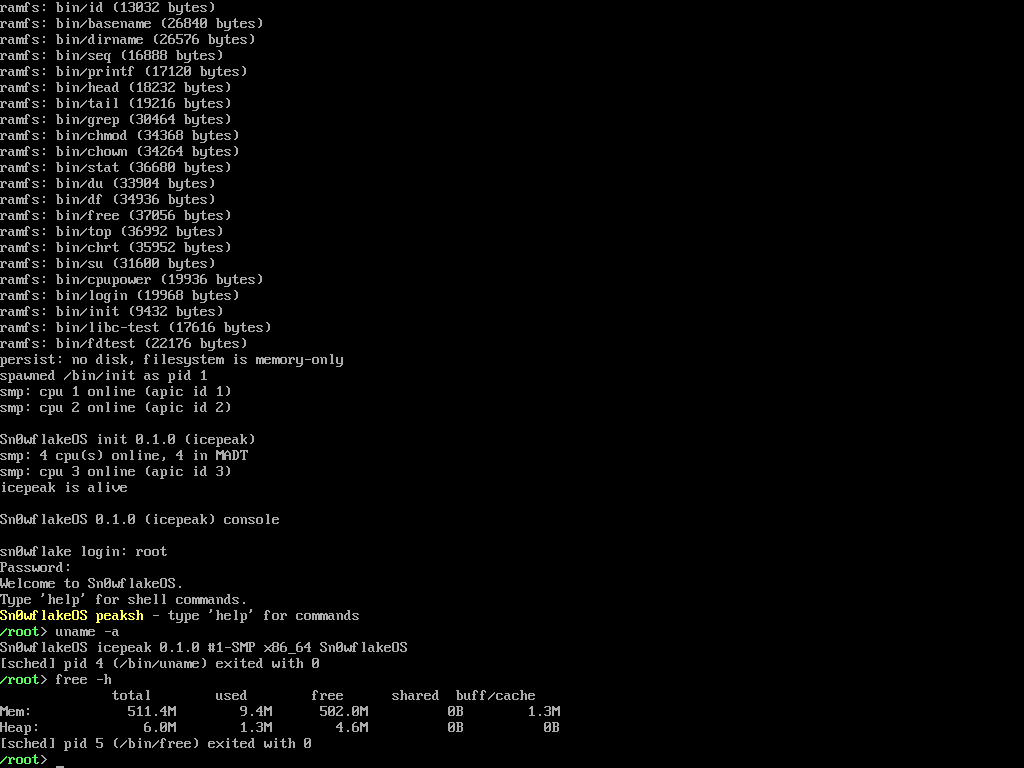 ramfs: bin/id (13032 bytes)
ramfs: bin/basename (26840 bytes)
ramfs: bin/dirname (26576 bytes)
ramfs: bin/seq (16888 bytes)
ramfs: bin/printf (17120 bytes)
ramfs: bin/head (18232 bytes)
ramfs: bin/tail (19216 bytes)
ramfs: bin/grep (30464 bytes)
ramfs: bin/chmod (34368 bytes)
ramfs: bin/chown (34264 bytes)
ramfs: bin/stat (36680 bytes)
ramfs: bin/du (33904 bytes)
ramfs: bin/df (34936 bytes)
ramfs: bin/free (37056 bytes)
ramfs: bin/top (36992 bytes)
ramfs: bin/chrt (35952 bytes)
ramfs: bin/su (31600 bytes)
ramfs: bin/cpupower (19936 bytes)
ramfs: bin/login (19968 bytes)
ramfs: bin/init (9432 bytes)
ramfs: bin/libc-test (17616 bytes)
ramfs: bin/fdtest (22176 bytes)
persist: no disk, filesystem is memory-only
spawned /bin/init as pid 1
smp: cpu 1 online (apic id 1)
smp: cpu 2 online (apic id 2)
Sn0wflakeOS init 0.1.0 (icepeak)
smp: 4 cpu(s) online, 4 in MADT
smp: cpu 3 online (apic id 3)
icepeak is alive
Sn0wflakeOS 0.1.0 (icepeak) console
sn0wflake login: root
Password:
Welcome to Sn0wflakeOS.
Type 'help' for shell commands.
Sn0wflakeOS peaksh - type 'help' for commands
/root> uname -a
Sn0wflakeOS icepeak 0.1.0 #1-SMP x86_64 Sn0wflakeOS
[sched] pid 4 (/bin/uname) exited with 0
/root> free -h
total used free shared buff/cache
Mem: 511.4M 9.4M 502.0M 0B 1.3M
Heap: 6.0M 1.3M 4.6M 0B 0B
[sched] pid 5 (/bin/free) exited with 0
/root> _